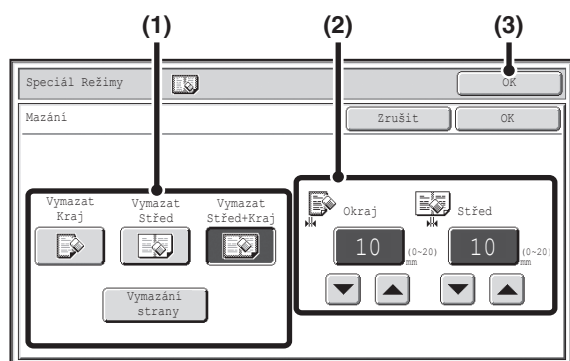 (1) (2) (3)
Speciál Režimy OK
Mazání Zrušit OK
Vymazat Kraj
Vymazat Střed
Vymazat Střed+Kraj
Vymazání strany
Okraj Střed
10 (0~20) mm 10 (0~20) mm